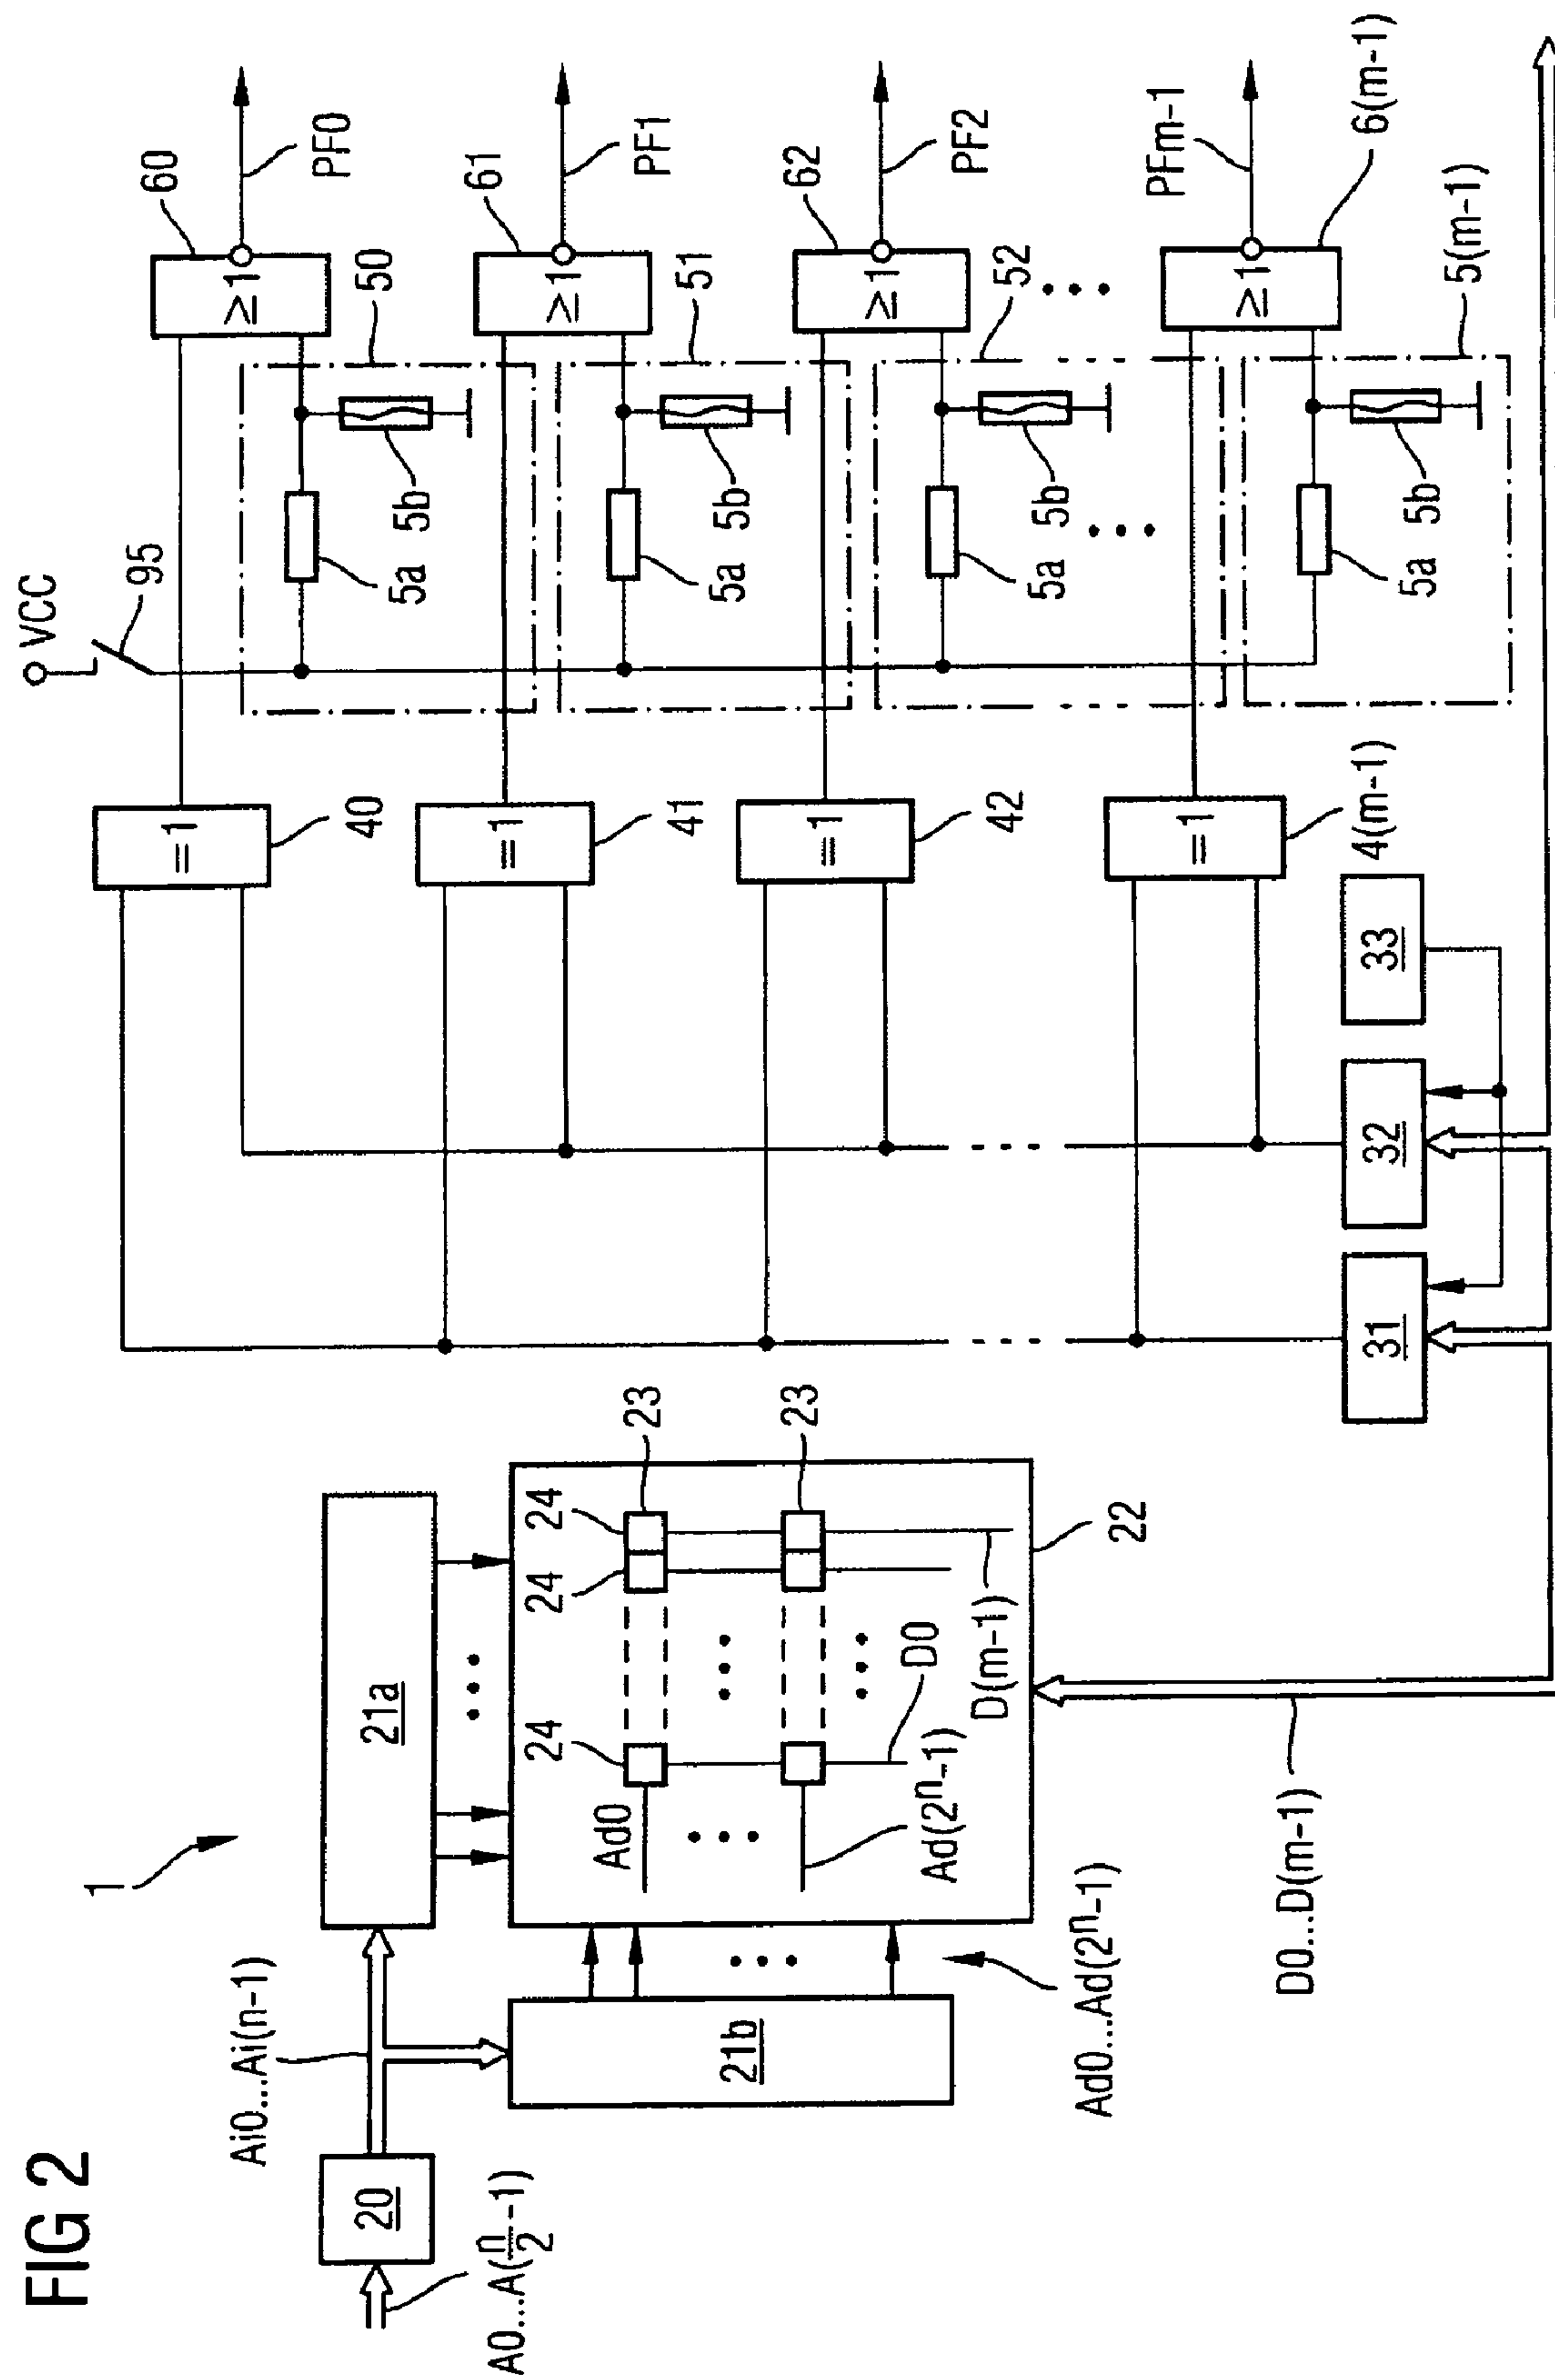 FIG 2
1
A0...A(n/2-1)
20
Ai0...Ai(n-1)
21a
21b
Ad0...Ad(2ⁿ-1)
22
23
23
24
24
24
Ad0
Ad(2ⁿ-1)
D0
D(m-1)
D0...D(m-1)
31
32
33
=1
40
=1
41
=1
42
=1
4(m-1)
VCC
95
5a
5b
50
5a
5b
51
5a
5b
52
5a
5b
5(m-1)
≥1
60
PF0
≥1
61
PF1
≥1
62
PF2
≥1
6(m-1)
PFm-1